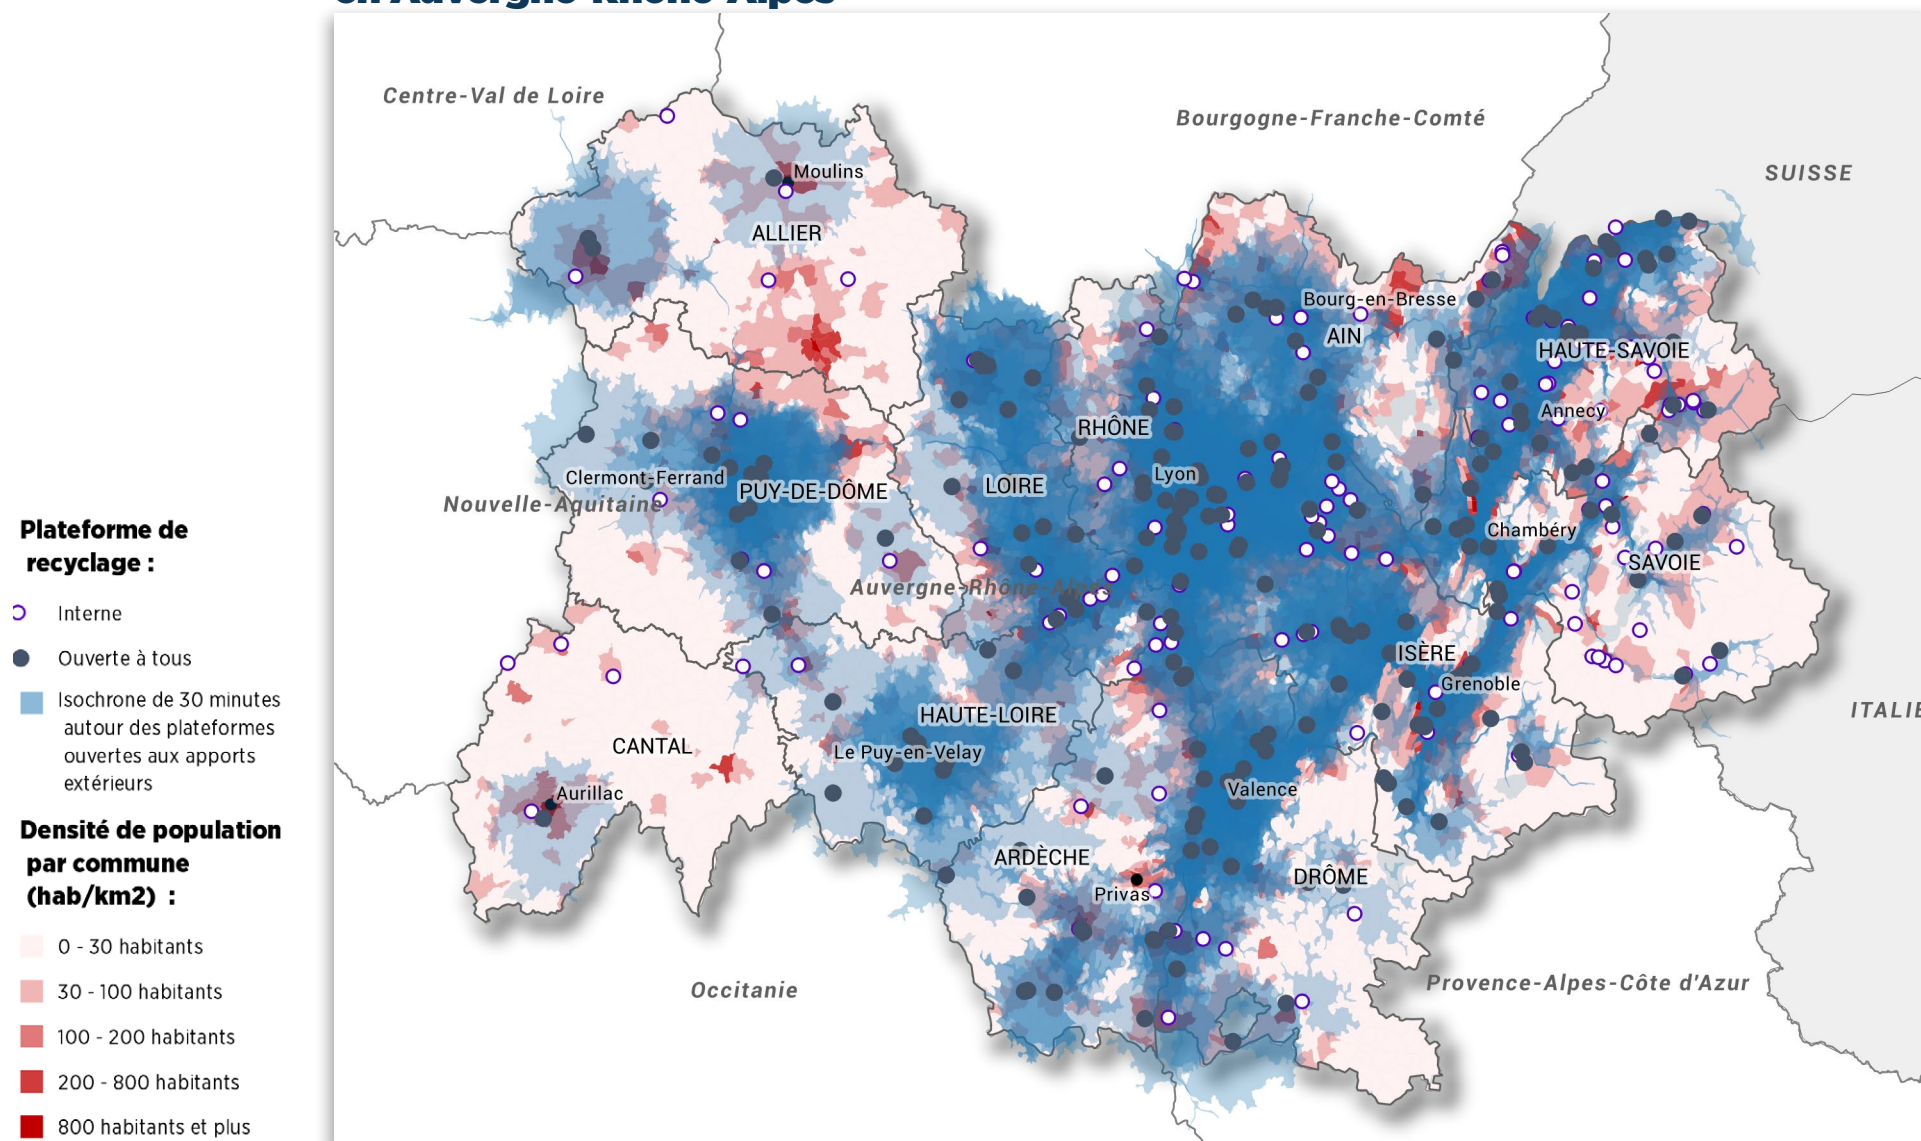 en Auvergne-Rhône-Alpes
Centre-Val de Loire
Bourgogne-Franche-Comté
SUISSE
Moulins
ALLIER
Bourg-en-Bresse
AIN
HAUTE-SAVOIE
Annecy
RHÔNE
Lyon
LOIRE
Clermont-Ferrand
PUY-DE-DÔME
Nouvelle-Aquitaine
Chambéry
SAVOIE
Auvergne-Rhône-Alpes
ISÈRE
Grenoble
ITALIE
HAUTE-LOIRE
CANTAL
Le Puy-en-Velay
Aurillac
Valence
ARDÈCHE
DRÔME
Privas
Occitanie
Provence-Alpes-Côte d'Azur
Plateforme de
recyclage :
Interne
Ouverte à tous
Isochrone de 30 minutes
autour des plateformes
ouvertes aux apports
extérieurs
Densité de population
par commune
(hab/km2) :
0 - 30 habitants
30 - 100 habitants
100 - 200 habitants
200 - 800 habitants
800 habitants et plus